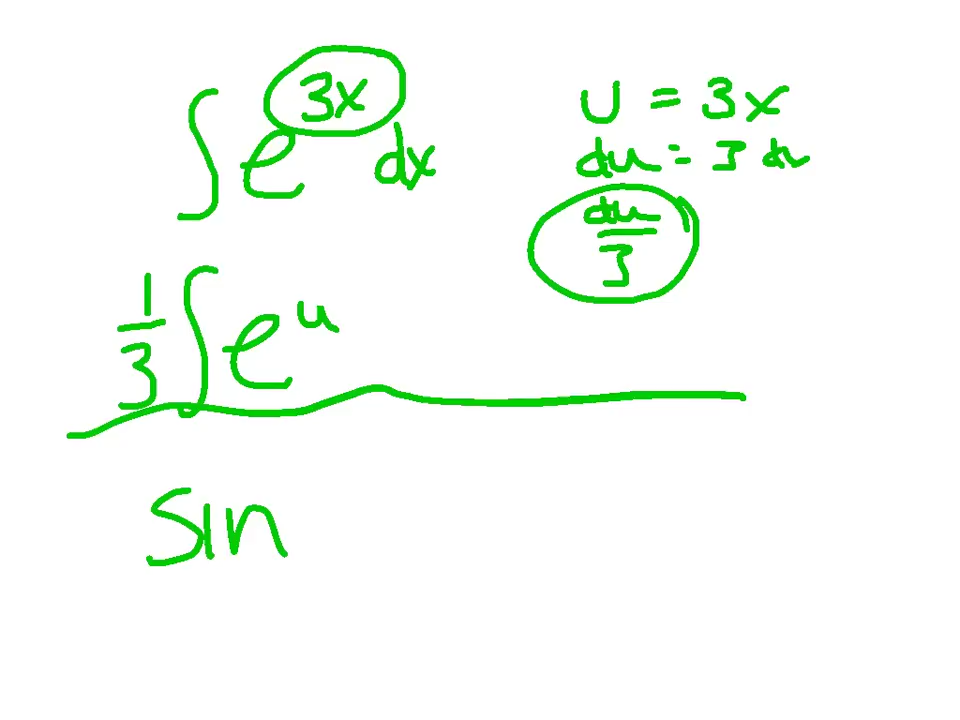 ∫ e^{3x} dx
u = 3x
du = 3 dx
du/3
1/3 ∫ e^u
sin